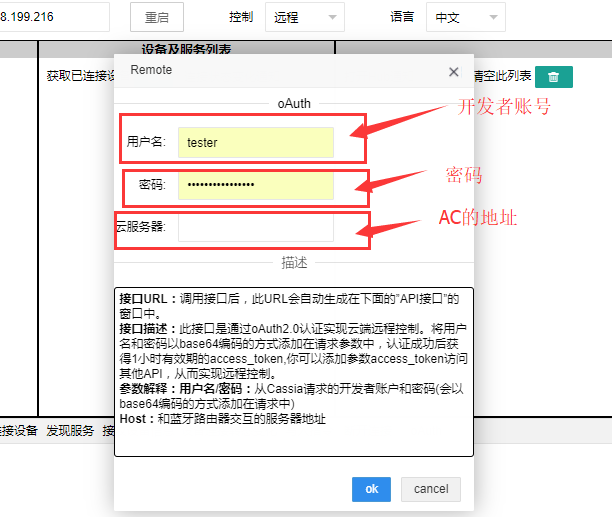 8.199.216 重启 控制 远程 语言 中文
设备及服务列表
获取已连接设 清空此列表
Remote
oAuth
用户名: tester 开发者账号
密码: •••••••••••••••• 密码
云服务器: AC的地址
描述
接口URL：调用接口后，此URL会自动生成在下面的"API接口"的
窗口中。
接口描述：此接口是通过oAuth2.0认证实现云端远程控制。将用户
名和密码以base64编码的方式添加在请求参数中，认证成功后获
得1小时有效期的access_token,你可以添加参数access_token访问
其他API，从而实现远程控制。
参数解释：用户名/密码：从Cassia请求的开发者账户和密码(会以
base64编码的方式添加在请求中)
Host：和蓝牙路由器交互的服务器地址
连接设备 发现服务 接
ok cancel